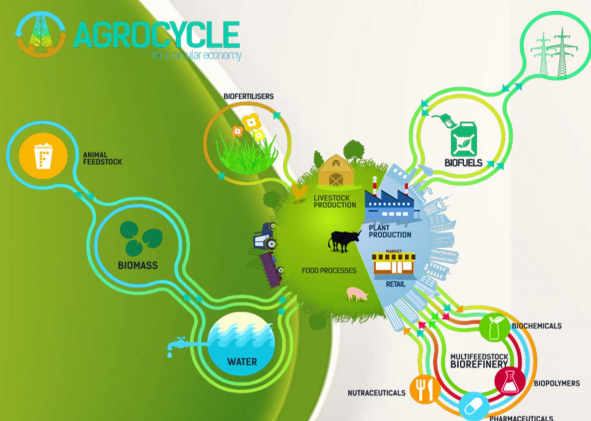 AGROCYCLE
circular economy
BIOFERTILISERS
ANIMAL
FEEDSTOCK
BIOFUELS
LIVESTOCK
PRODUCTION
PLANT
PRODUCTION
BIOMASS
MARKET
FOOD PROCESSES
RETAIL
WATER
BIOCHEMICALS
MULTIFEEDSTOCK
BIOREFINERY
BIOPOLYMERS
NUTRACEUTICALS
PHARMACEUTICALS